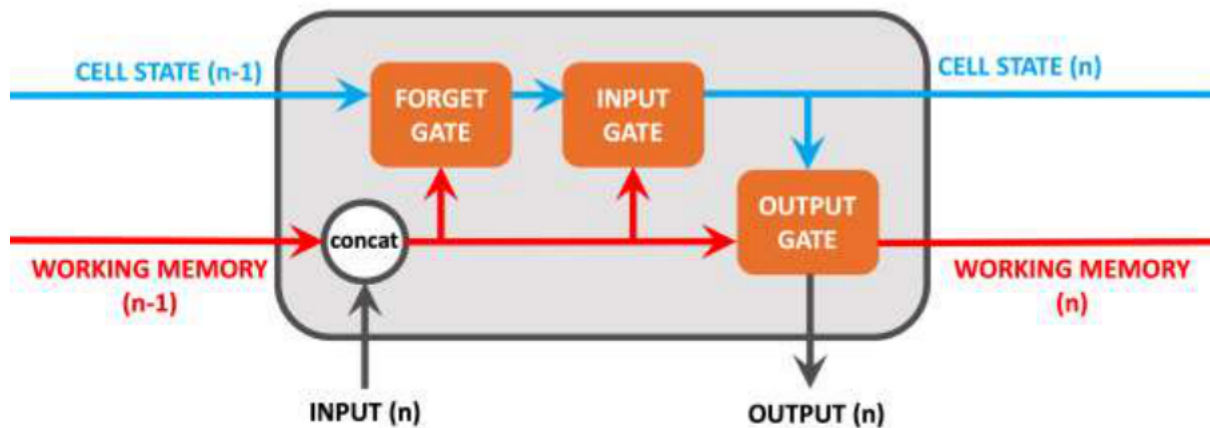 CELL STATE (n-1)
CELL STATE (n)
FORGET
GATE
INPUT
GATE
OUTPUT
GATE
concat
WORKING MEMORY
(n-1)
WORKING MEMORY
(n)
INPUT (n)
OUTPUT (n)